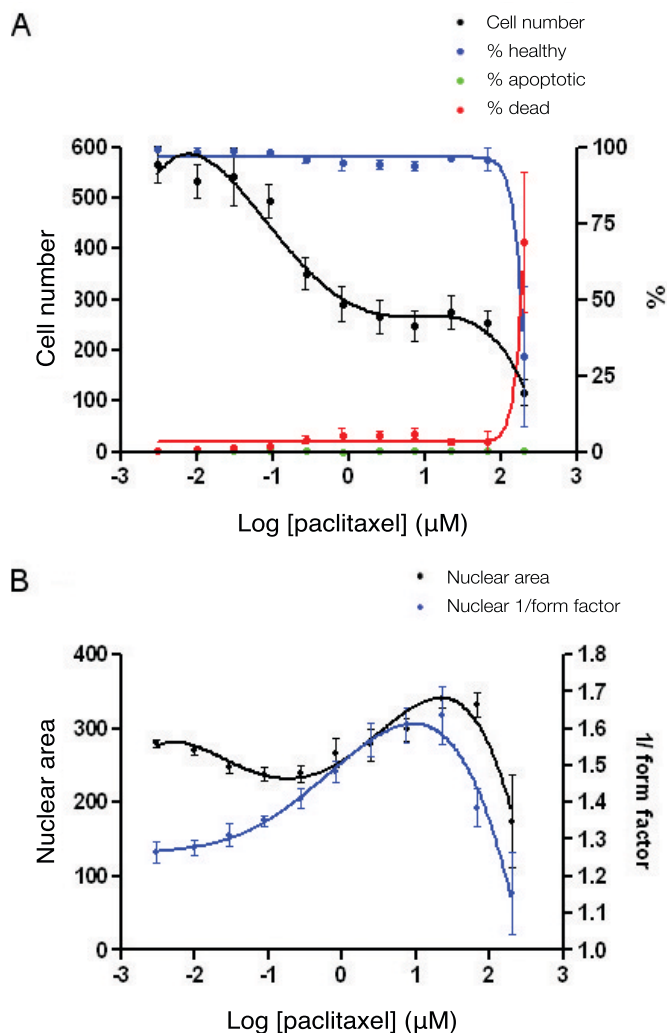 A
Cell number
% healthy
% apoptotic
% dead
600
500
400
300
200
100
0
Cell number
100
75
50
25
0
%
-3 -2 -1 0 1 2 3
Log [paclitaxel] (µM)
B
Nuclear area
Nuclear 1/form factor
400
300
200
100
0
Nuclear area
1.8
1.7
1.6
1.5
1.4
1.3
1.2
1.1
1.0
1/ form factor
-3 -2 -1 0 1 2 3
Log [paclitaxel] (µM)